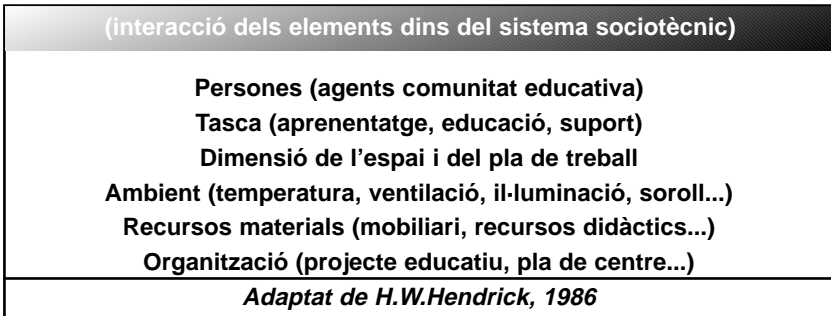 (interacció dels elements dins del sistema sociotècnic)
Persones (agents comunitat educativa)
Tasca (aprenentatge, educació, suport)
Dimensió de l’espai i del pla de treball
Ambient (temperatura, ventilació, il·luminació, soroll...)
Recursos materials (mobiliari, recursos didàctics...)
Organització (projecte educatiu, pla de centre...)
Adaptat de H.W.Hendrick, 1986